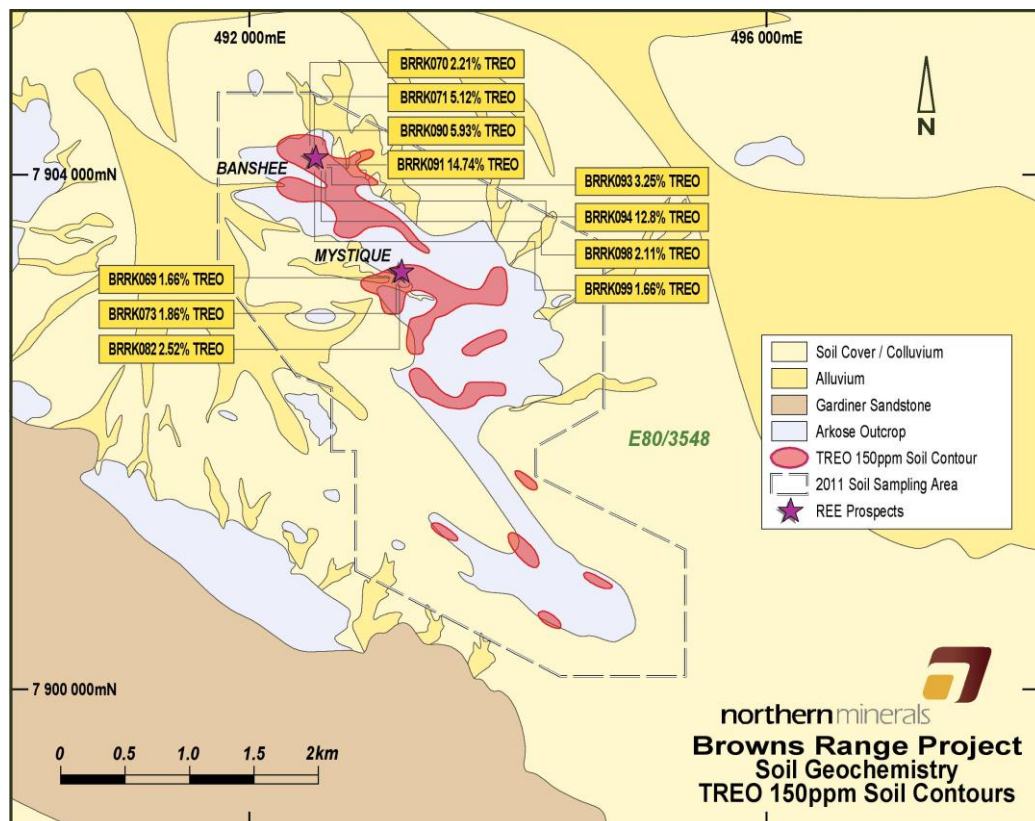 492 000mE
496 000mE
BRRK070 2.21% TREO
BRRK071 5.12% TREO
BRRK090 5.93% TREO
BRRK091 14.74% TREO
N
7 904 000mN
BANSHEE
BRRK093 3.25% TREO
BRRK094 12.8% TREO
BRRK098 2.11% TREO
BRRK099 1.66% TREO
MYSTIQUE
BRRK069 1.66% TREO
BRRK073 1.86% TREO
BRRK082 2.52% TREO
E80/3548
Soil Cover / Colluvium
Alluvium
Gardiner Sandstone
Arkose Outcrop
TREO 150ppm Soil Contour
2011 Soil Sampling Area
REE Prospects
7 900 000mN
0 0.5 1.0 1.5 2km
northernminerals
Browns Range Project
Soil Geochemistry
TREO 150ppm Soil Contours